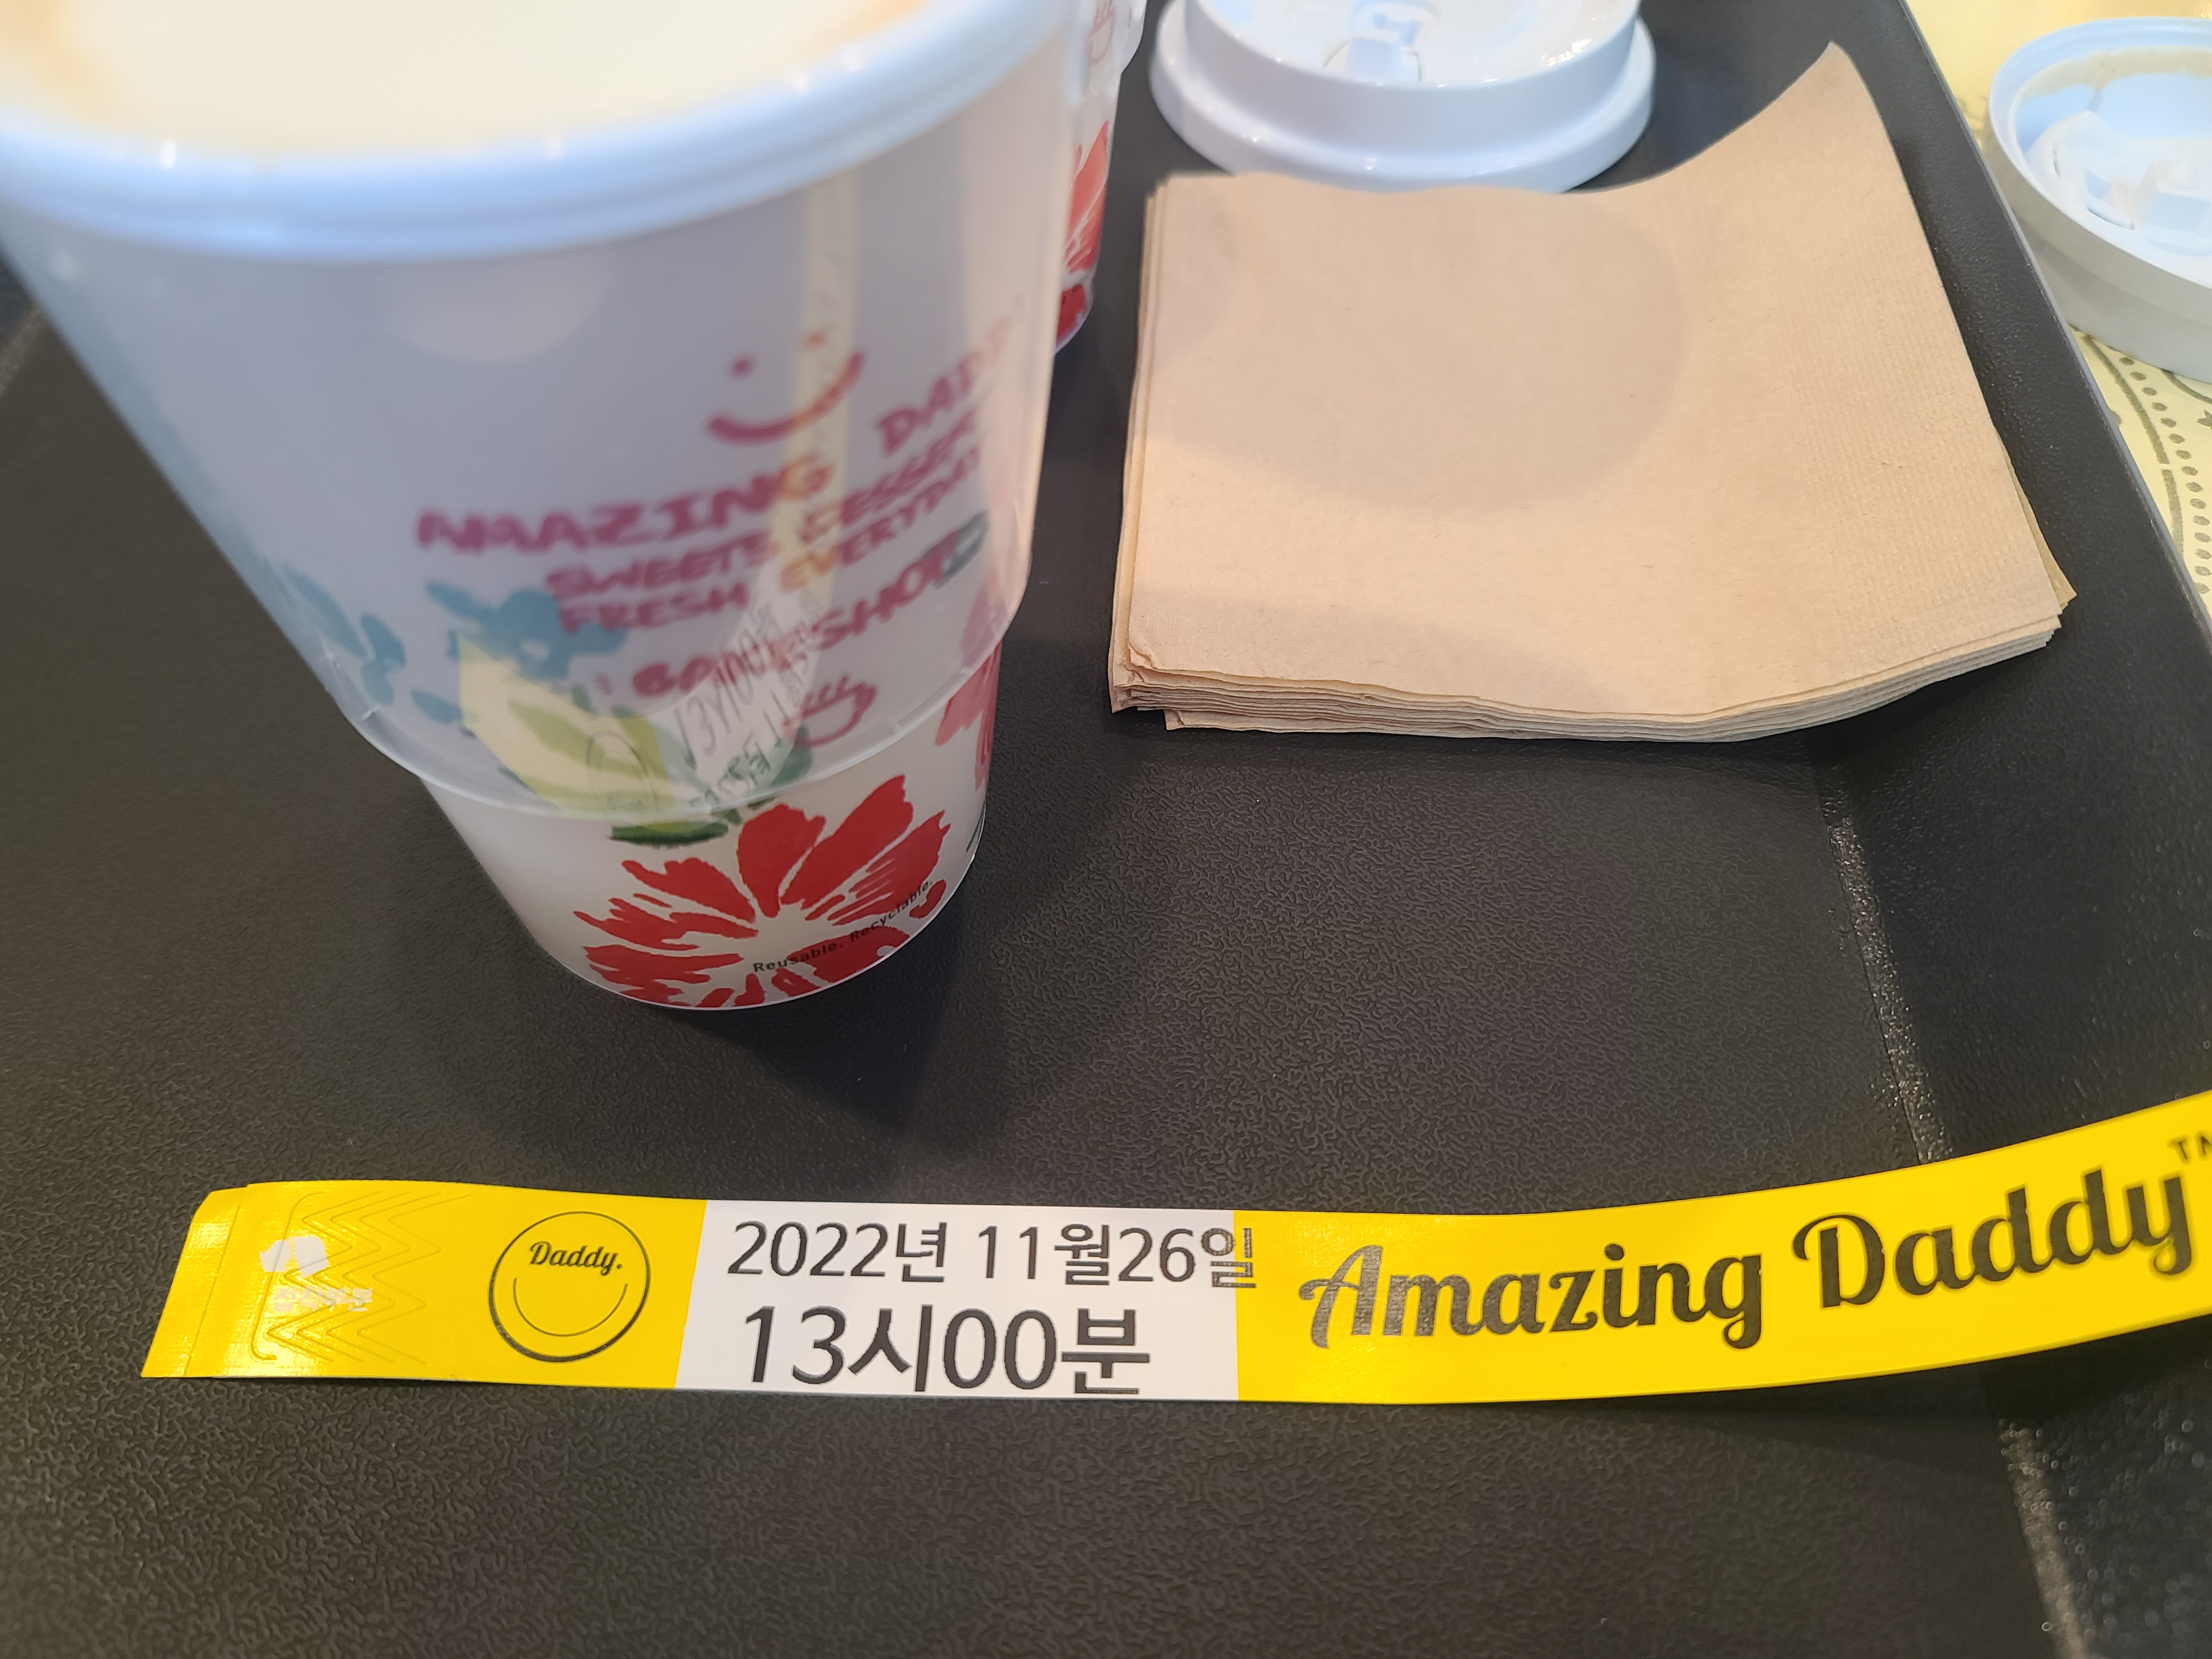 AMAZING
SWEETS DESSERT
FRESH EVERYDAY
Reusable. Recyclable.
Daddy.
2022년 11월26일
13시00분
Amazing Daddy